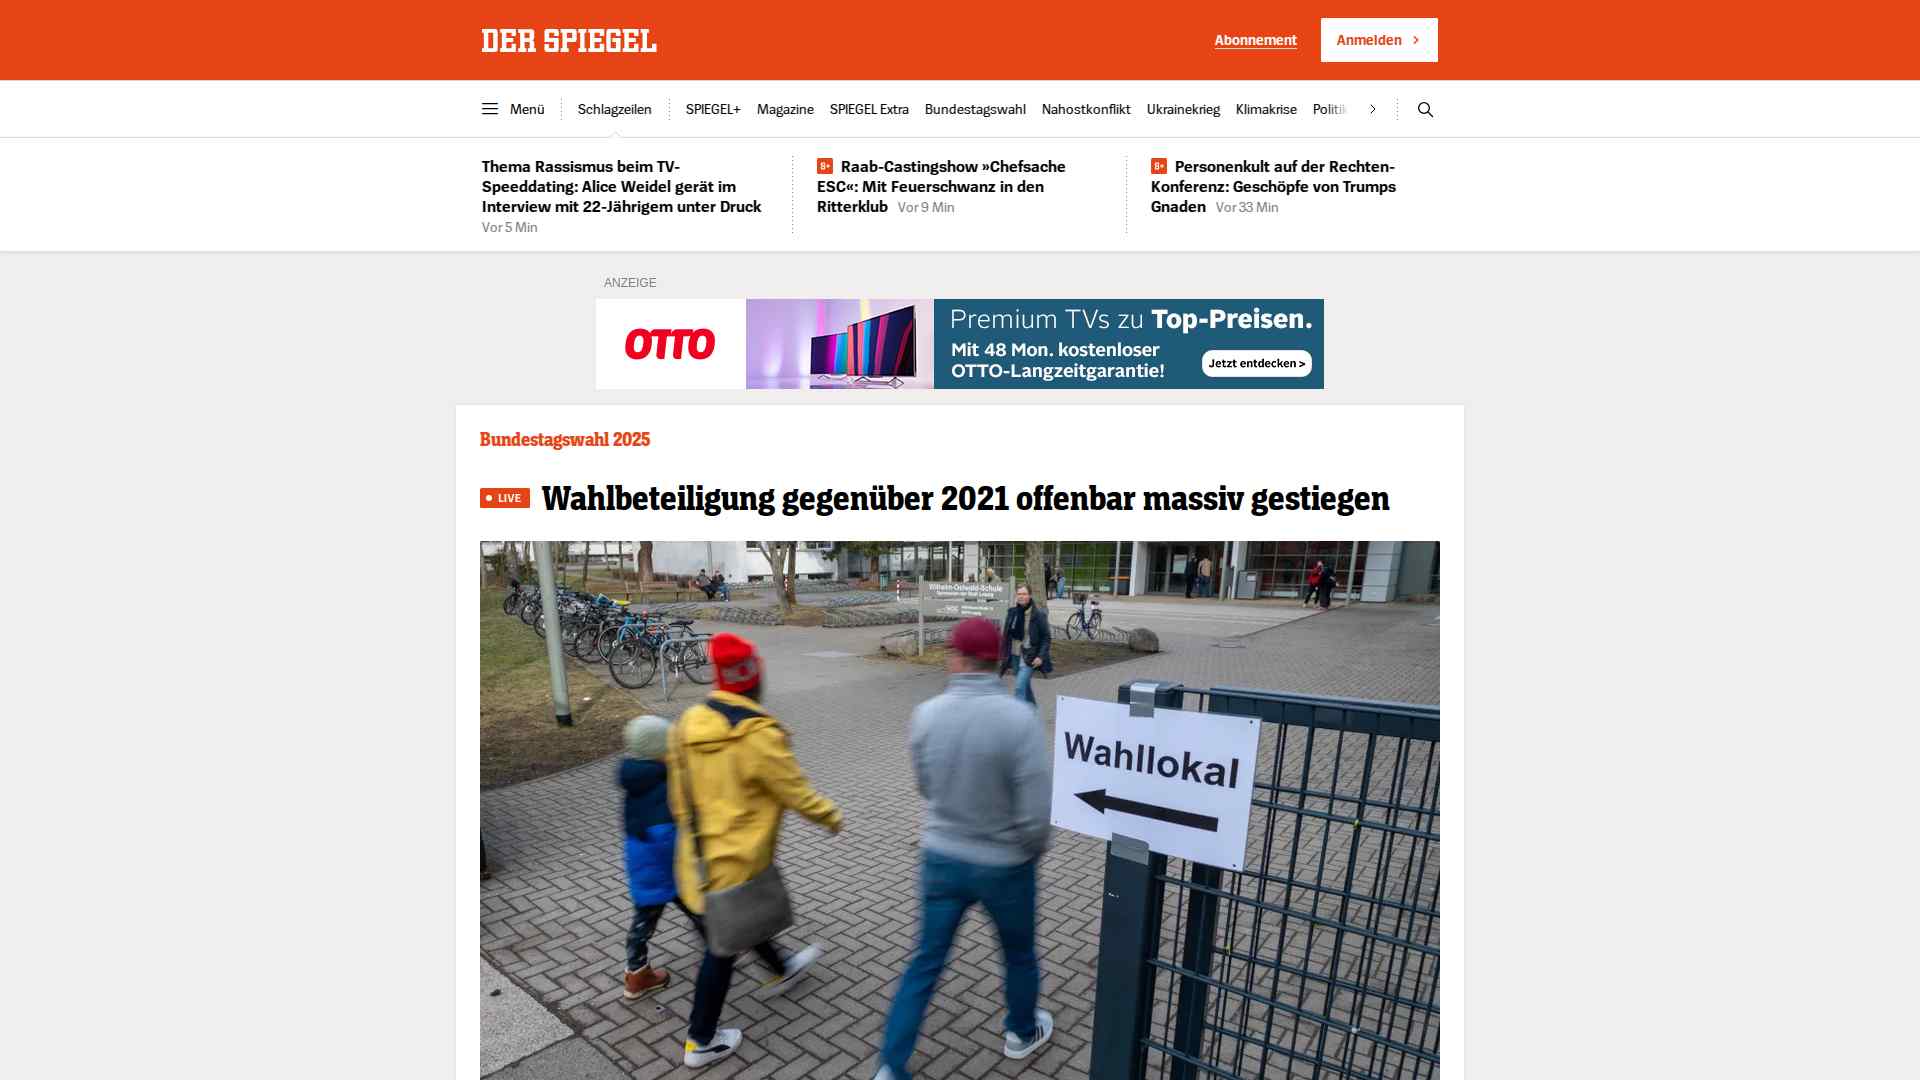 DER SPIEGEL
Abonnement
Anmelden
Menü
Schlagzeilen
SPIEGEL+
Magazine
SPIEGEL Extra
Bundestagswahl
Nahostkonflikt
Ukrainekrieg
Klimakrise
Politik
Thema Rassismus beim TV-
Speeddating: Alice Weidel gerät im
Interview mit 22-Jährigem unter Druck
Vor 5 Min
S+ Raab-Castingshow »Chefsache
ESC«: Mit Feuerschwanz in den
Ritterklub Vor 9 Min
S+ Personenkult auf der Rechten-
Konferenz: Geschöpfe von Trumps
Gnaden Vor 33 Min
ANZEIGE
OTTO
Premium TVs zu Top-Preisen.
Mit 48 Mon. kostenloser
OTTO-Langzeitgarantie!
Jetzt entdecken >
Bundestagswahl 2025
LIVE Wahlbeteiligung gegenüber 2021 offenbar massiv gestiegen
Wilhelm-Ostwald-Schule
Wahllokal